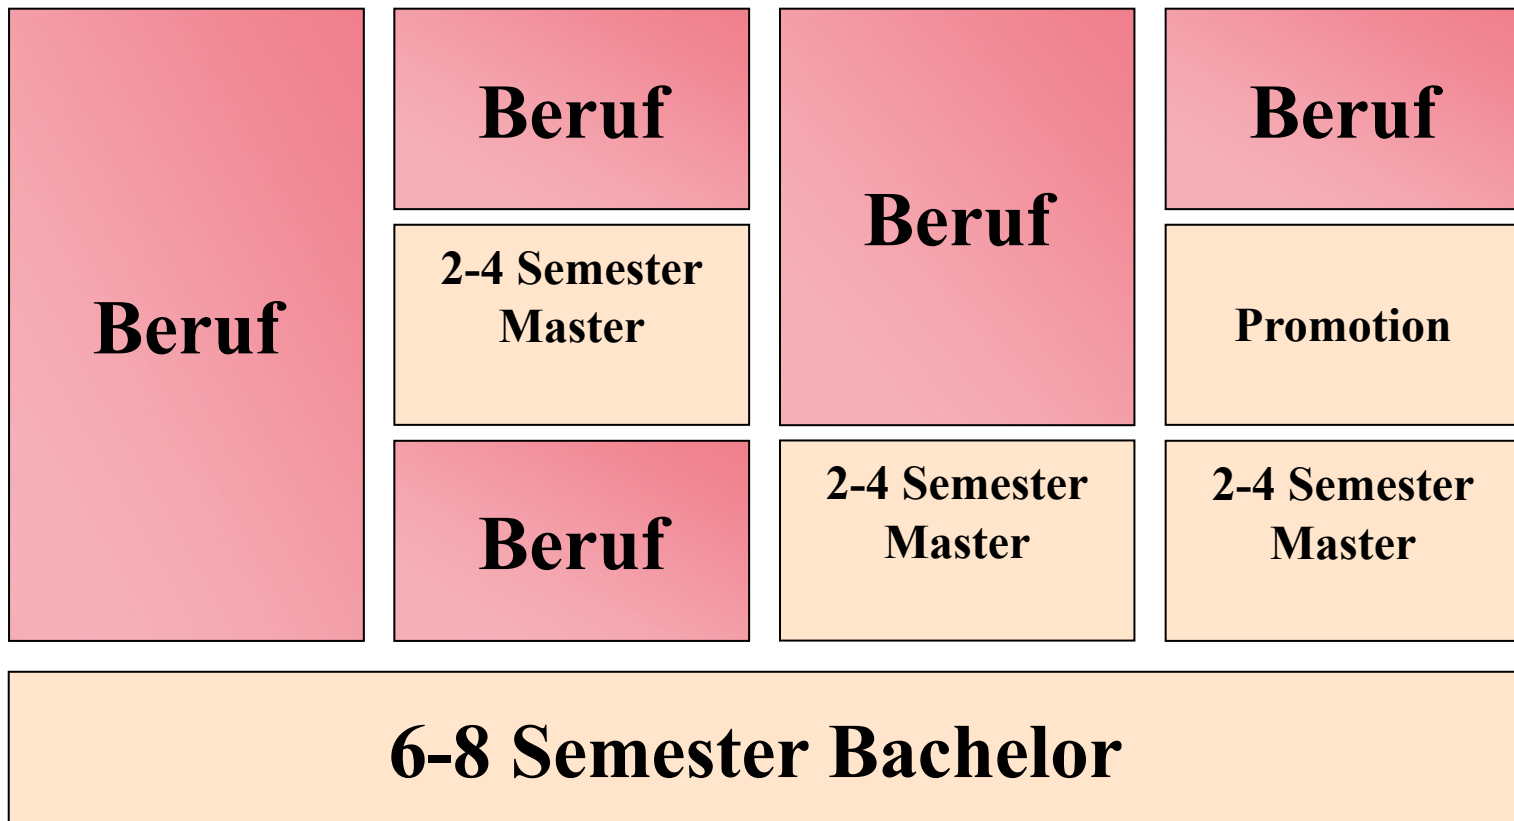 Beruf
Beruf
2-4 Semester
Master
Beruf
Beruf
2-4 Semester
Master
Beruf
Promotion
2-4 Semester
Master
6-8 Semester Bachelor